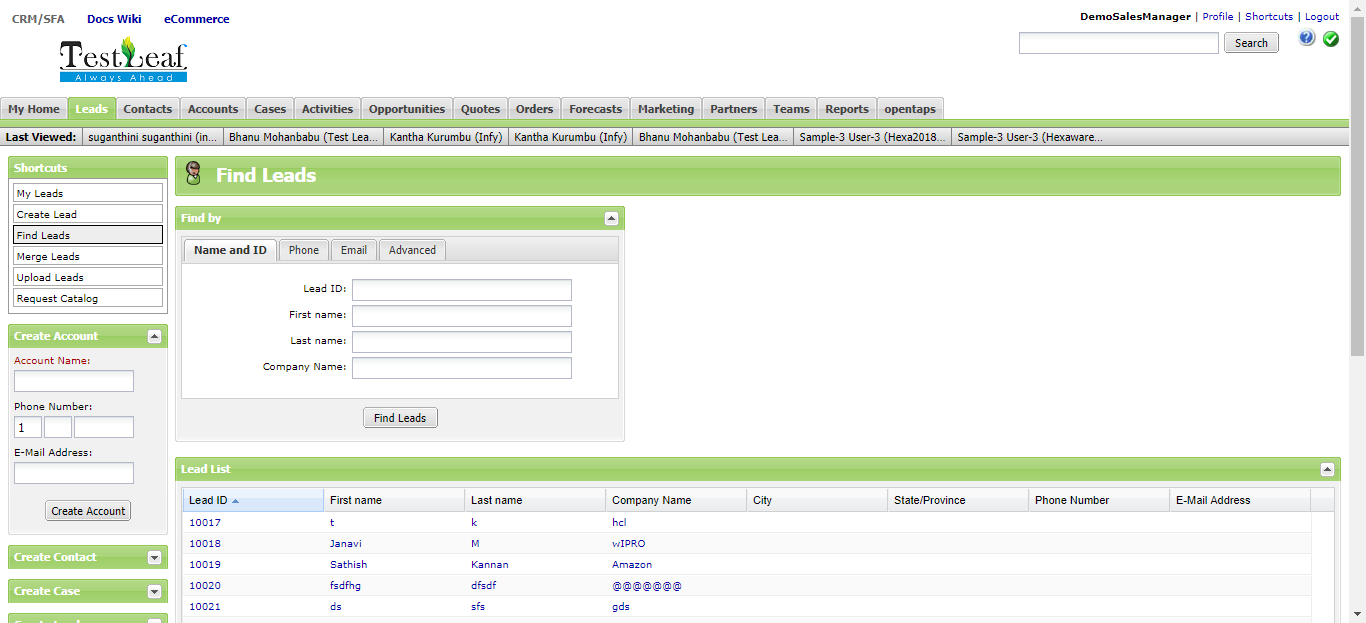 CRM/SFA Docs Wiki eCommerce
DemoSalesManager | Profile | Shortcuts | Logout
TestLeaf
Always Ahead
Search
My Home Leads Contacts Accounts Cases Activities Opportunities Quotes Orders Forecasts Marketing Partners Teams Reports opentaps
Last Viewed: suganthini suganthini (in... Bhanu Mohanbabu (Test Lea... Kantha Kurumbu (Infy) Kantha Kurumbu (Infy) Bhanu Mohanbabu (Test Lea... Sample-3 User-3 (Hexa2018... Sample-3 User-3 (Hexaware...
Shortcuts
My Leads
Create Lead
Find Leads
Merge Leads
Upload Leads
Request Catalog
Create Account
Account Name:
Phone Number:
1
E-Mail Address:
Create Account
Create Contact
Create Case
Find Leads
Find by
Name and ID Phone Email Advanced
Lead ID:
First name:
Last name:
Company Name:
Find Leads
Lead List
Lead ID First name Last name Company Name City State/Province Phone Number E-Mail Address
10017 t k hcl
10018 Janavi M wIPRO
10019 Sathish Kannan Amazon
10020 fsdfhg dfsdf @@@@@@@
10021 ds sfs gds